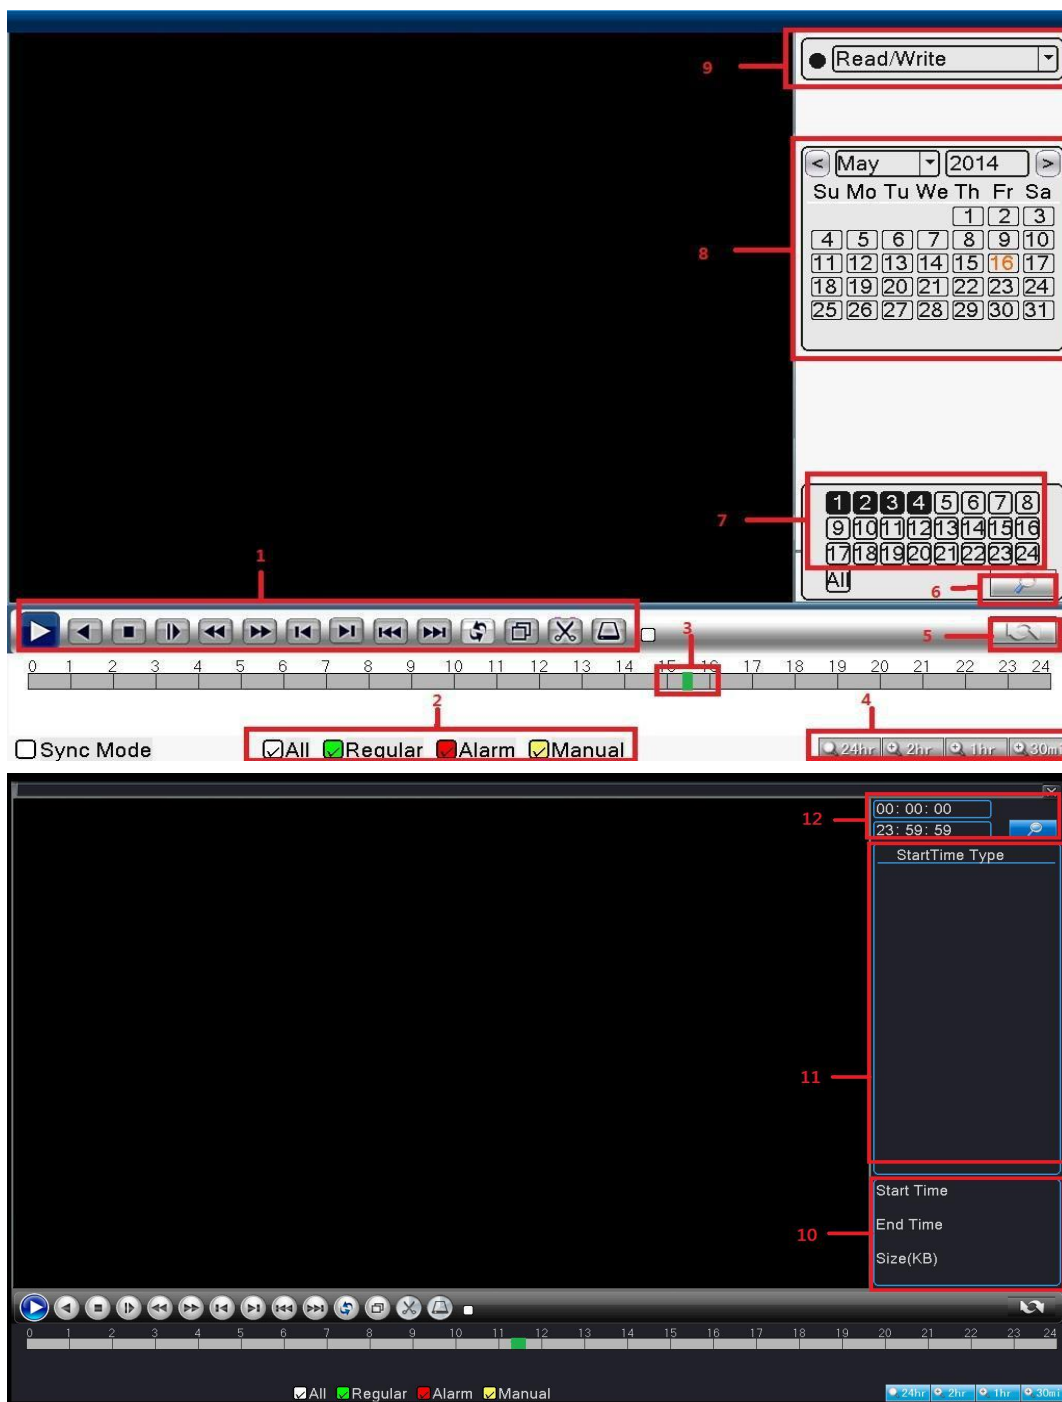 9
Read/Write
May 2014
Su Mo Tu We Th Fr Sa
1 2 3
4 5 6 7 8 9 10
8
11 12 13 14 15 16 17
18 19 20 21 22 23 24
25 26 27 28 29 30 31
7
1 2 3 4 5 6 7 8
9 10 11 12 13 14 15 16
17 18 19 20 21 22 23 24
All
6
1
5
3
0 1 2 3 4 5 6 7 8 9 10 11 12 13 14 15 16 17 18 19 20 21 22 23 24
2
4
Sync Mode
All Regular Alarm Manual
24hr 2hr 1hr 30mi
12
00: 00: 00
23: 59: 59
StartTime Type
11
Start Time
End Time
10
Size(KB)
0 1 2 3 4 5 6 7 8 9 10 11 12 13 14 15 16 17 18 19 20 21 22 23 24
All Regular Alarm Manual
24hr 2hr 1hr 30mi